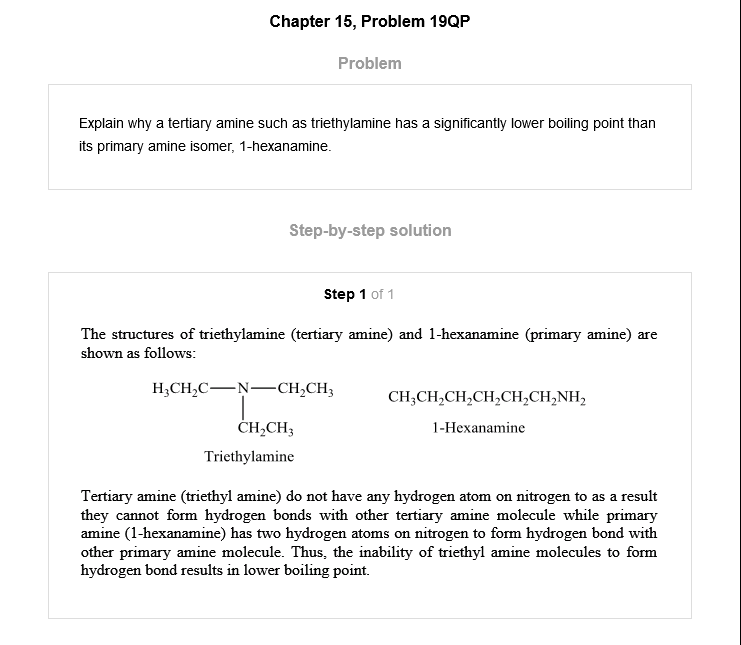 Chapter 15, Problem 19QP
Problem
Explain why a tertiary amine such as triethylamine has a significantly lower boiling point than
its primary amine isomer, 1-hexanamine.
Step-by-step solution
Step 1 of 1
The structures of triethylamine (tertiary amine) and 1-hexanamine (primary amine) are
shown as follows:
H₃CH₂C—N—CH₂CH₃
CH₂CH₃
Triethylamine
CH₃CH₂CH₂CH₂CH₂CH₂NH₂
1-Hexanamine
Tertiary amine (triethyl amine) do not have any hydrogen atom on nitrogen to as a result
they cannot form hydrogen bonds with other tertiary amine molecule while primary
amine (1-hexanamine) has two hydrogen atoms on nitrogen to form hydrogen bond with
other primary amine molecule. Thus, the inability of triethyl amine molecules to form
hydrogen bond results in lower boiling point.